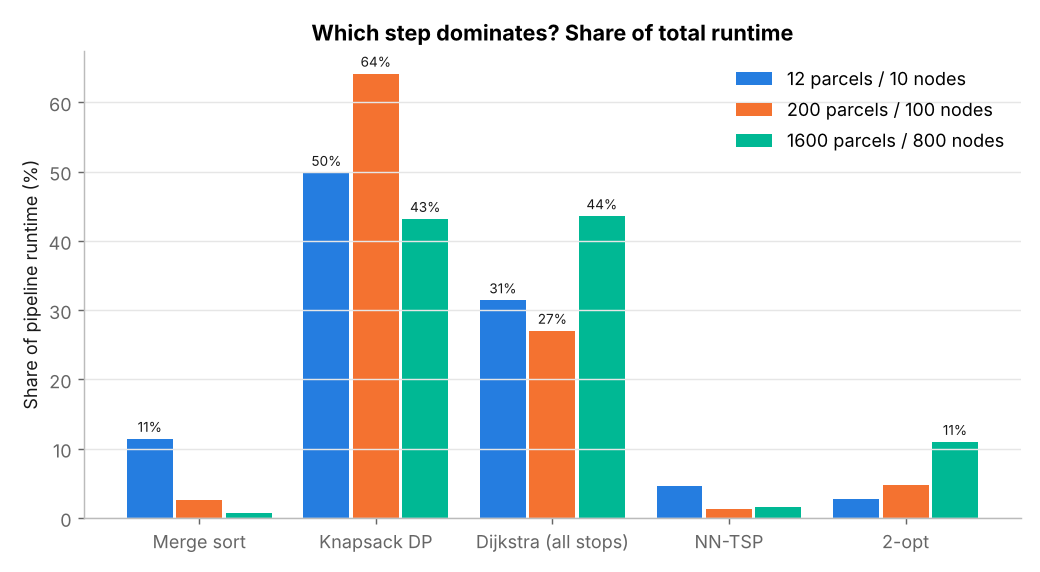 Which step dominates? Share of total runtime
12 parcels / 10 nodes
200 parcels / 100 nodes
1600 parcels / 800 nodes
Share of pipeline runtime (%)
60
50
40
30
20
10
0
11%
50%
64%
43%
31%
27%
44%
11%
Merge sort
Knapsack DP
Dijkstra (all stops)
NN-TSP
2-opt